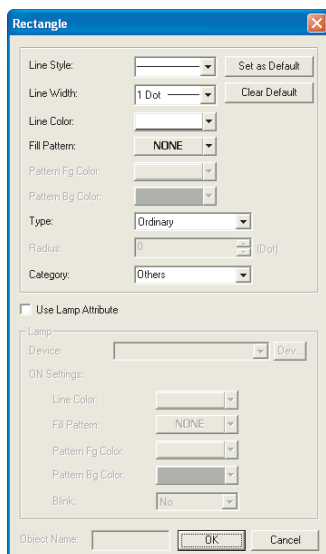 Rectangle
Line Style:
Set as Default
Line Width: 1 Dot
Clear Default
Line Color:
Fill Pattern: NONE
Pattern Fg Color:
Pattern Bg Color:
Type: Ordinary
Radius: 0 (Dot)
Category: Others
Use Lamp Attribute
Lamp
Device: Dev...
ON Settings:
Line Color:
Fill Pattern: NONE
Pattern Fg Color:
Pattern Bg Color:
Blink: No
Object Name: OK Cancel